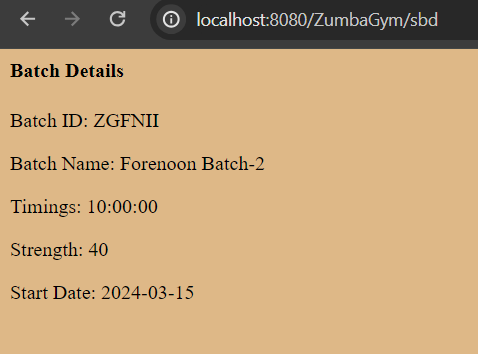 localhost:8080/ZumbaGym/sbd
Batch Details
Batch ID: ZGFNII
Batch Name: Forenoon Batch-2
Timings: 10:00:00
Strength: 40
Start Date: 2024-03-15